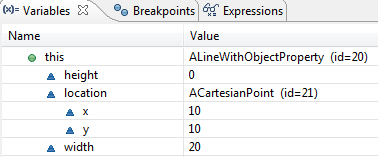 (x)= Variables Breakpoints Expressions
Name Value
this ALineWithObjectProperty (id=20)
height 0
location ACartesianPoint (id=21)
x 10
y 10
width 20